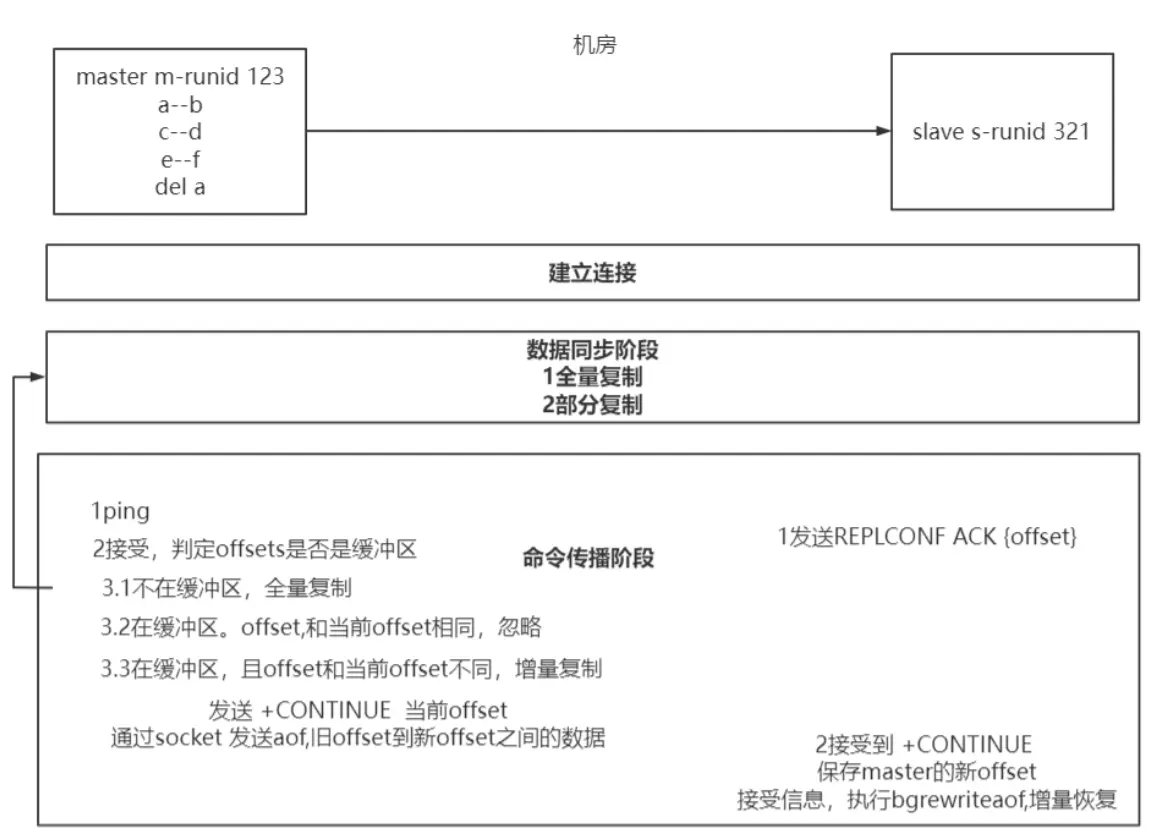 机房
master m-runid 123
a--b
c--d
e--f
del a
slave s-runid 321
建立连接
数据同步阶段
1全量复制
2部分复制
命令传播阶段
1ping
2接受，判定offsets是否是缓冲区
3.1不在缓冲区，全量复制
3.2在缓冲区。offset,和当前offset相同，忽略
3.3在缓冲区，且offset和当前offset不同，增量复制
发送 +CONTINUE 当前offset
通过socket 发送aof,旧offset到新offset之间的数据
1发送REPLCONF ACK {offset}
2接受到 +CONTINUE
保存master的新offset
接受信息，执行bgrewriteaof,增量恢复